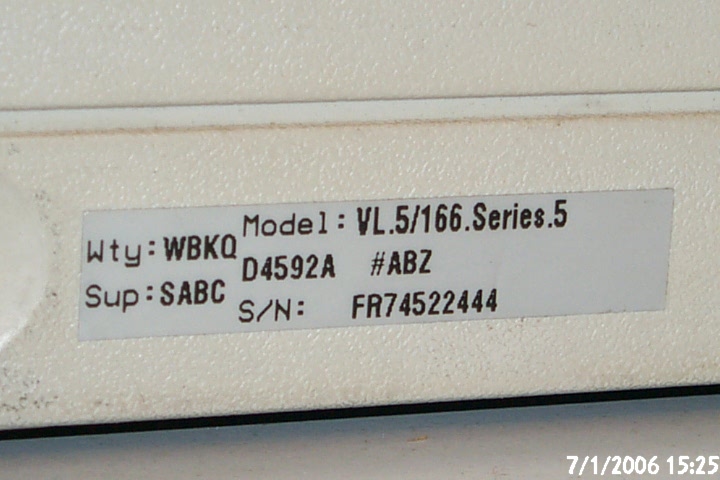 Wty: WBKQ
Sup: SABC
Model: VL.5/166.Series.5
D4592A #ABZ
S/N: FR74522444
7/1/2006 15:25